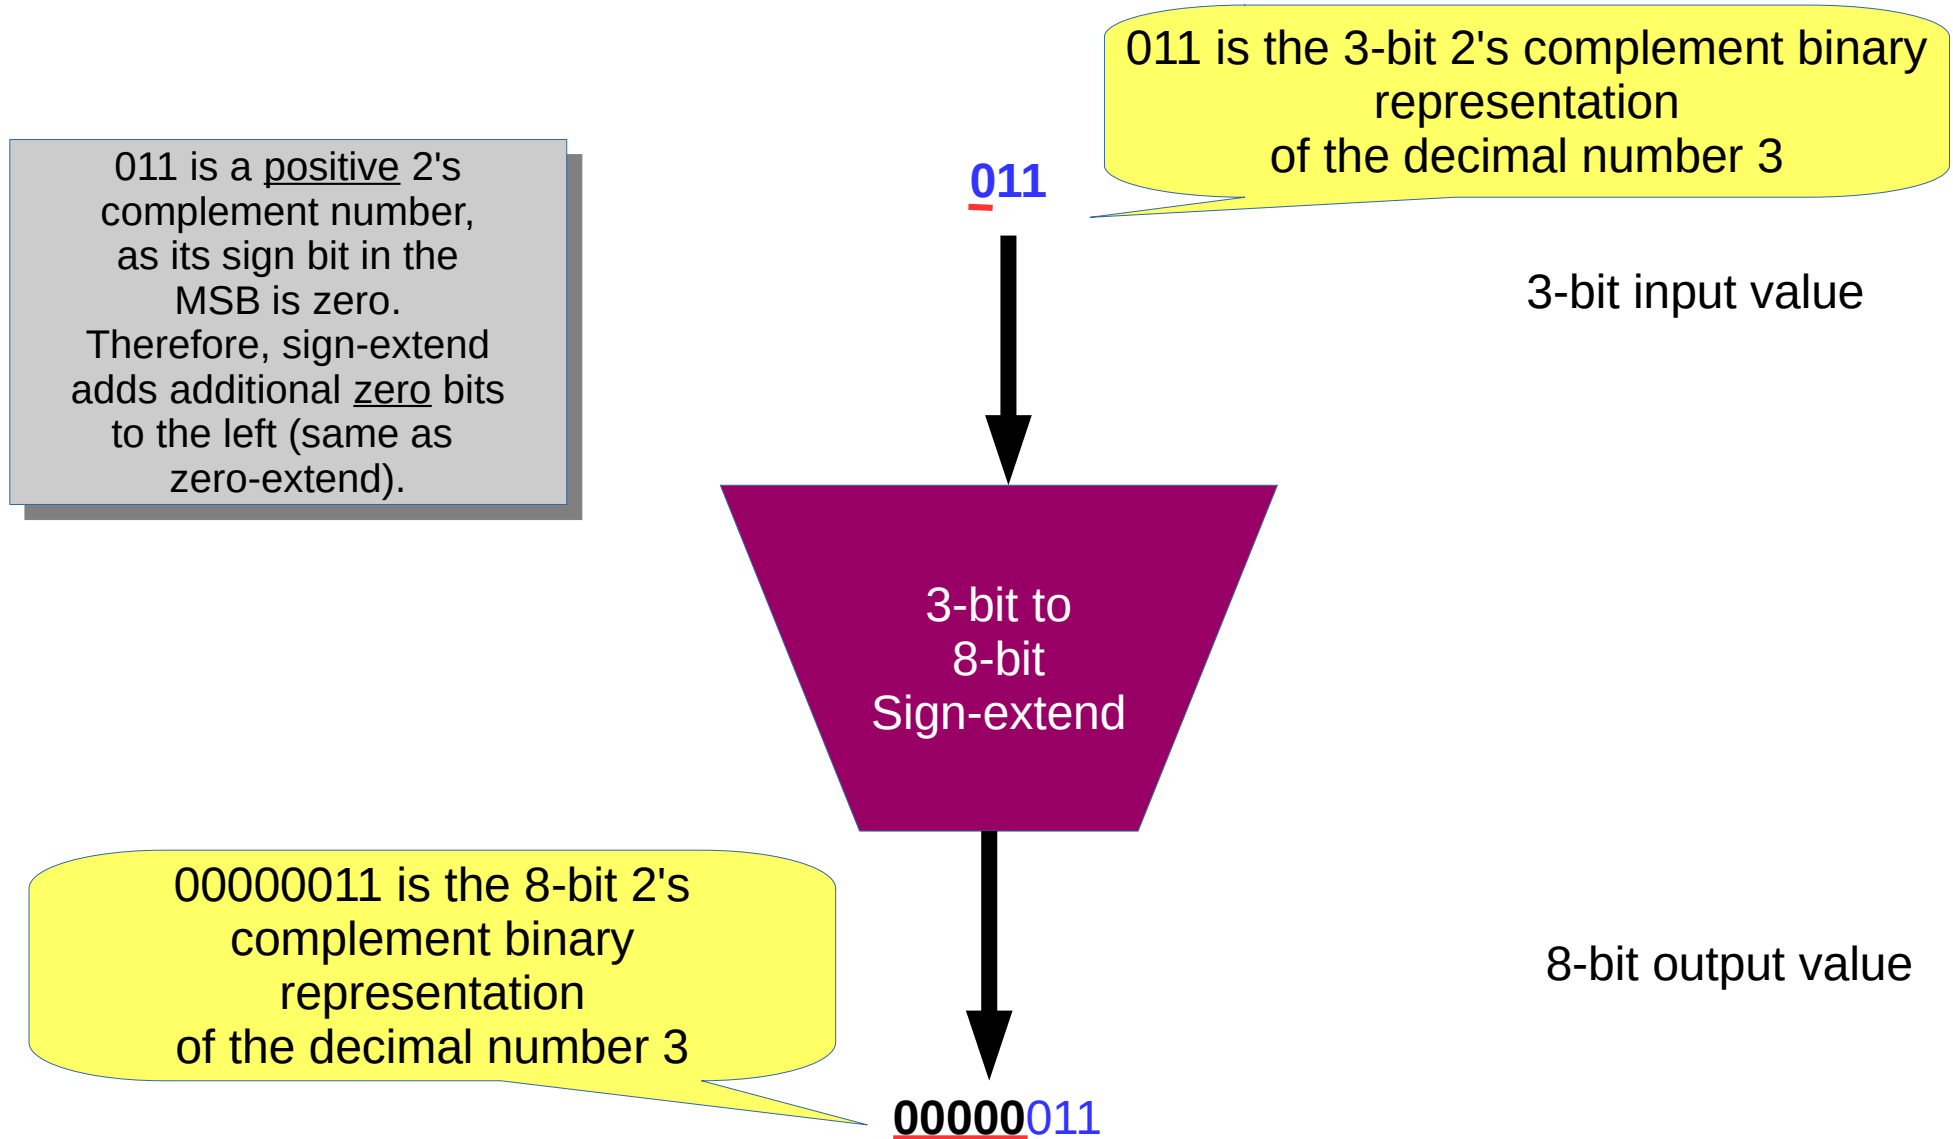 011 is the 3-bit 2's complement binary
representation
of the decimal number 3
011 is a positive 2's
complement number,
as its sign bit in the
MSB is zero.
Therefore, sign-extend
adds additional zero bits
to the left (same as
zero-extend).
011
3-bit input value
3-bit to
8-bit
Sign-extend
00000011 is the 8-bit 2's
complement binary
representation
of the decimal number 3
8-bit output value
00000011